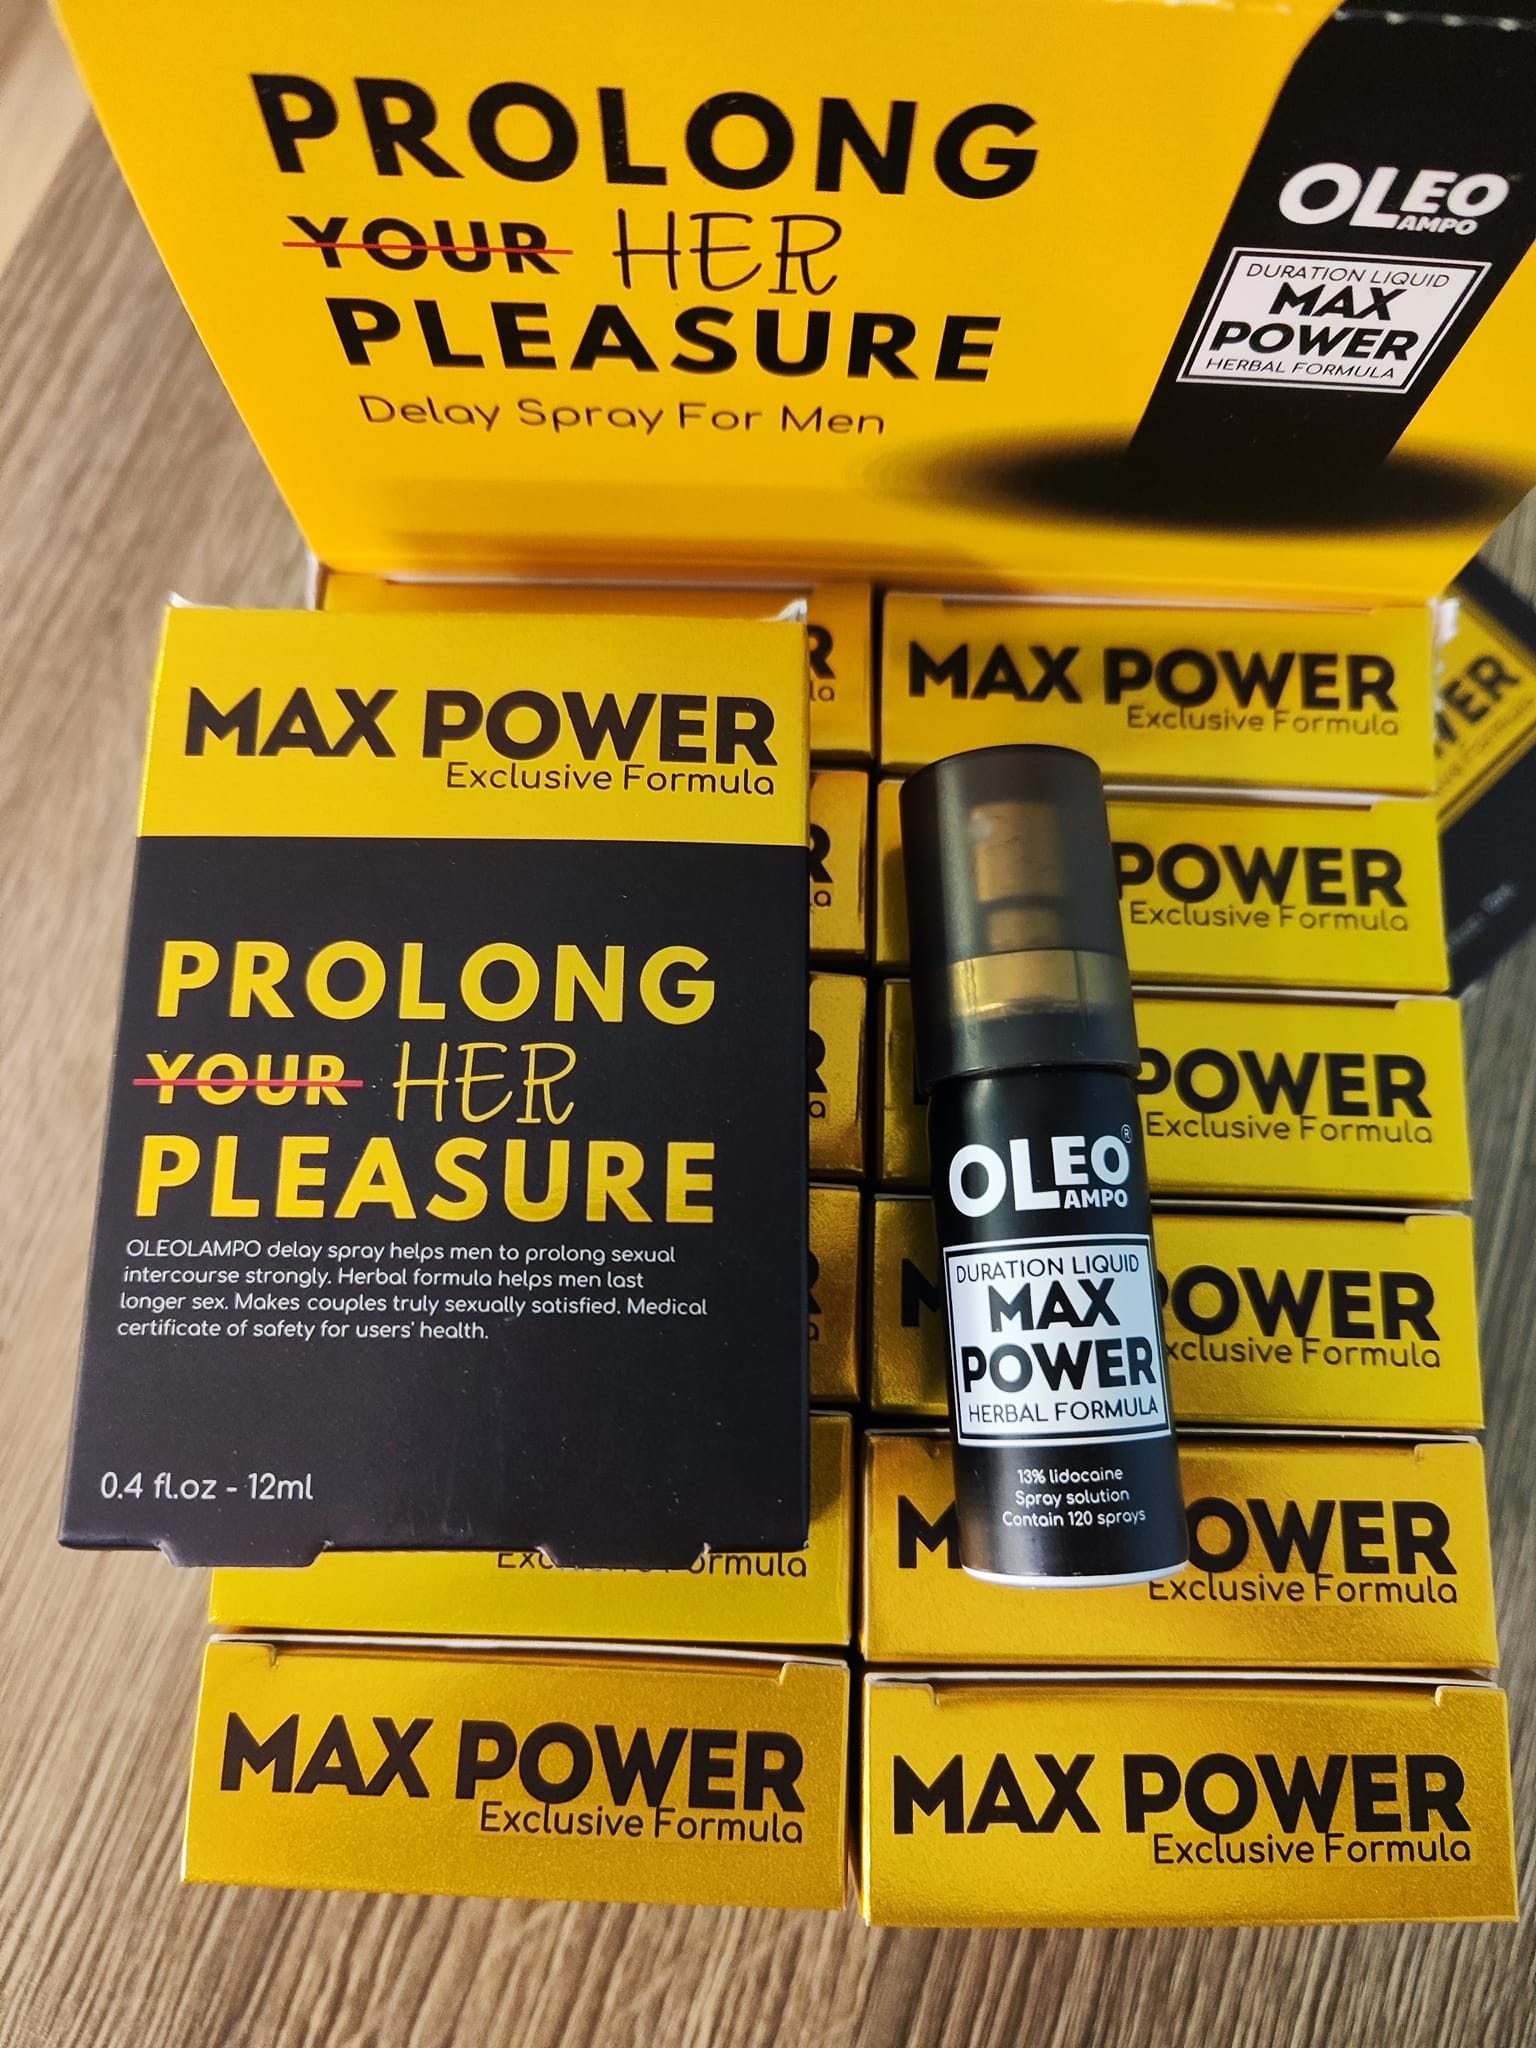 PROLONG
YOUR HER
PLEASURE
Delay Spray For Men
OLEO
AMPO
DURATION LIQUID
MAX
POWER
HERBAL FORMULA
MAX POWER
Exclusive Formula
PROLONG
YOUR HER
PLEASURE
OLEOLAMPO delay spray helps men to prolong sexual
intercourse strongly. Herbal formula helps men last
longer sex. Makes couples truly sexually satisfied. Medical
certificate of safety for users' health.
0.4 fl.oz - 12ml
MAX POWER
Exclusive Formula
POWER
Exclusive Formula
POWER
Exclusive Formula
POWER
Exclusive Formula
POWER
Exclusive Formula
OLEO®
AMPO
DURATION LIQUID
MAX
POWER
HERBAL FORMULA
13% lidocaine
Spray solution
Contain 120 sprays
MAX POWER
Exclusive Formula
MAX POWER
Exclusive Formula